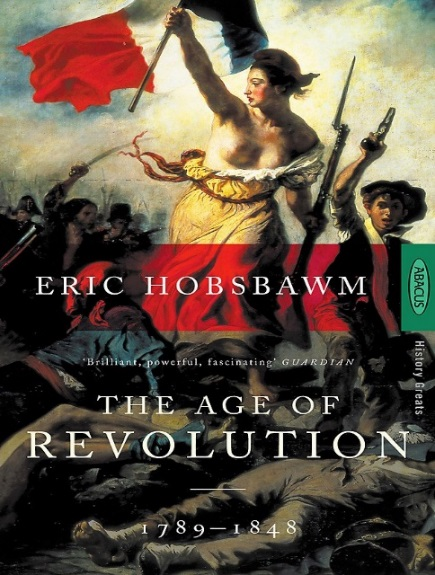 ERIC HOBSBAWM
ABACUS
History Greats
'Brilliant, powerful, fascinating' GUARDIAN
THE AGE OF
REVOLUTION
1789–1848